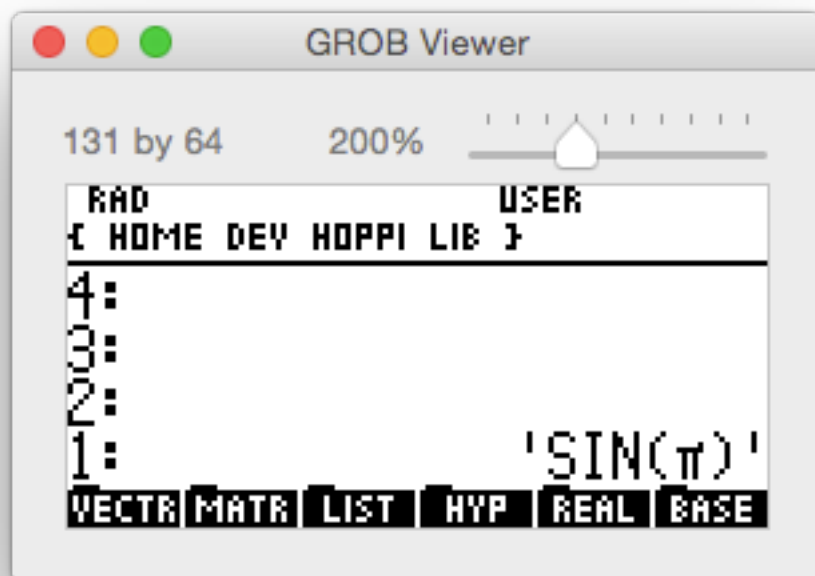 GROB Viewer
131 by 64 200%
RAD USER
{ HOME DEV HOPPI LIB }
4:
3:
2:
1: 'SIN(π)'
VECTR MATR LIST HYP REAL BASE